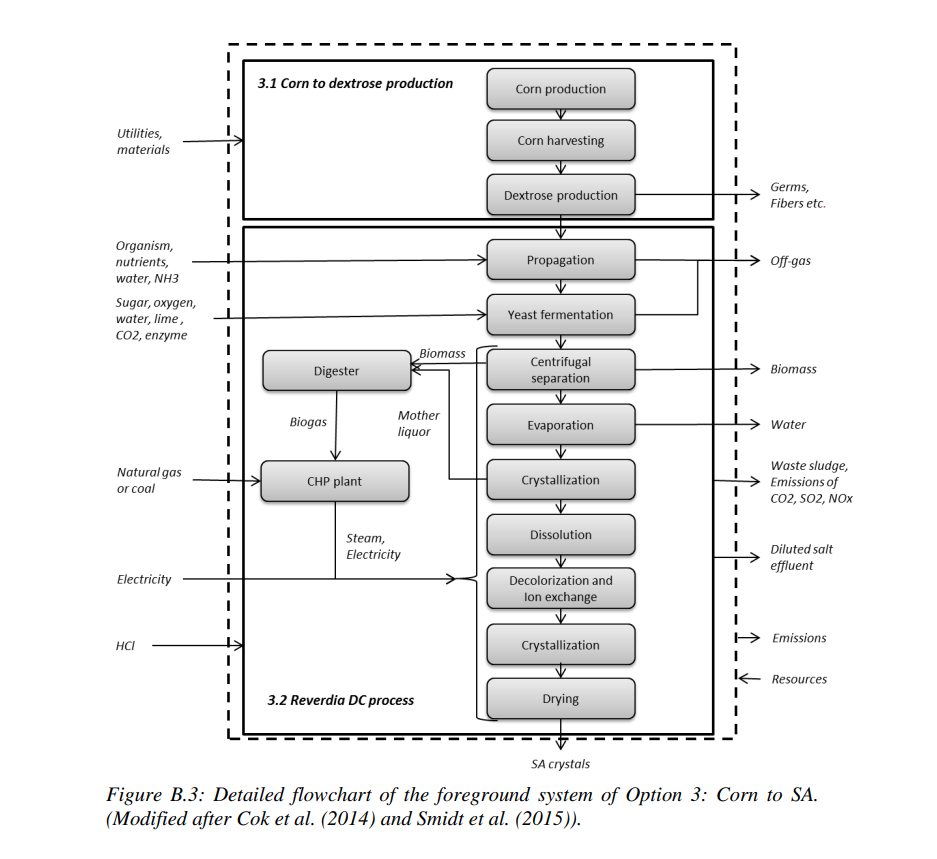 3.1 Corn to dextrose production
Corn production
Corn harvesting
Dextrose production
Utilities,
materials
Germs,
Fibers etc.
Organism,
nutrients,
water, NH3
Propagation
Off-gas
Sugar, oxygen,
water, lime ,
CO2, enzyme
Yeast fermentation
Digester
Biomass
Centrifugal
separation
Biomass
Biogas
Mother
liquor
Evaporation
Water
Natural gas
or coal
CHP plant
Crystallization
Waste sludge,
Emissions of
CO2, SO2, NOx
Steam,
Electricity
Dissolution
Diluted salt
effluent
Electricity
Decolorization and
Ion exchange
HCl
Crystallization
Emissions
Resources
3.2 Reverdia DC process
Drying
SA crystals
Figure B.3: Detailed flowchart of the foreground system of Option 3: Corn to SA.
(Modified after Cok et al. (2014) and Smidt et al. (2015)).